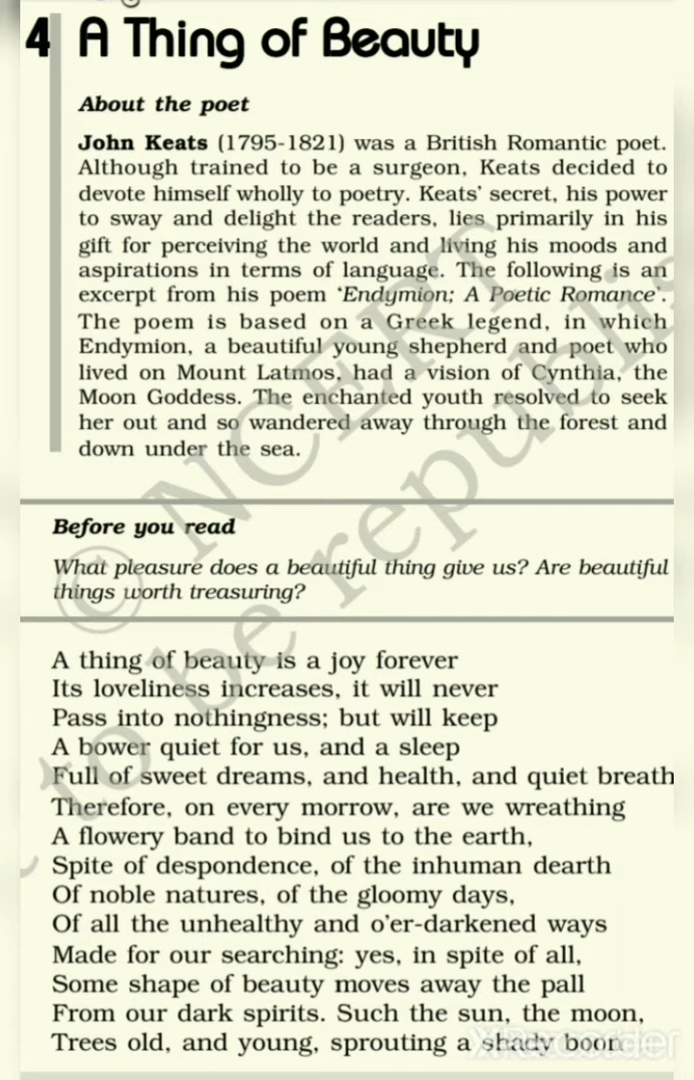 4 A Thing of Beauty
About the poet
John Keats (1795-1821) was a British Romantic poet.
Although trained to be a surgeon, Keats decided to
devote himself wholly to poetry. Keats' secret, his power
to sway and delight the readers, lies primarily in his
gift for perceiving the world and living his moods and
aspirations in terms of language. The following is an
excerpt from his poem 'Endymion; A Poetic Romance'.
The poem is based on a Greek legend, in which
Endymion, a beautiful young shepherd and poet who
lived on Mount Latmos, had a vision of Cynthia, the
Moon Goddess. The enchanted youth resolved to seek
her out and so wandered away through the forest and
down under the sea.
Before you read
What pleasure does a beautiful thing give us? Are beautiful
things worth treasuring?
A thing of beauty is a joy forever
Its loveliness increases, it will never
Pass into nothingness; but will keep
A bower quiet for us, and a sleep
Full of sweet dreams, and health, and quiet breath
Therefore, on every morrow, are we wreathing
A flowery band to bind us to the earth,
Spite of despondence, of the inhuman dearth
Of noble natures, of the gloomy days,
Of all the unhealthy and o'er-darkened ways
Made for our searching: yes, in spite of all,
Some shape of beauty moves away the pall
From our dark spirits. Such the sun, the moon,
Trees old, and young, sprouting a shady boon
© NCERT
to be republis
XRecorder